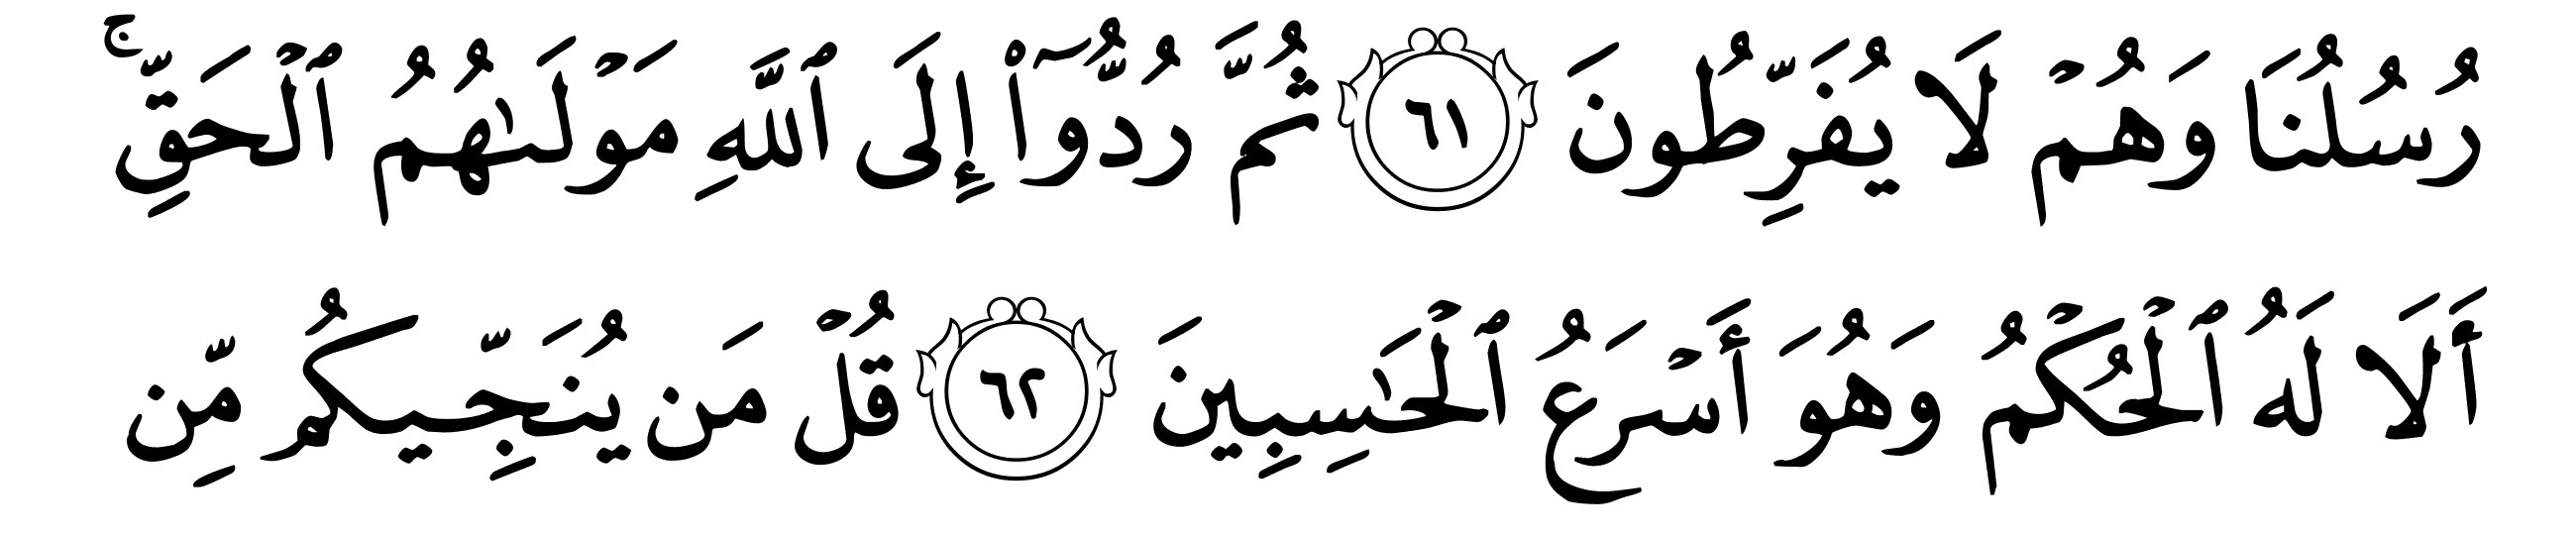 رُسُلُنَا وَهُمۡ لَا يُفَرِّطُونَ ٦١ ثُمَّ رُدُّوٓاْ إِلَى ٱللَّهِ مَوۡلَىٰهُمُ ٱلۡحَقِّۚ
أَلَا لَهُ ٱلۡحُكۡمُ وَهُوَ أَسۡرَعُ ٱلۡحَٰسِبِينَ ٦٢ قُلۡ مَن يُنَجِّيكُم مِّن